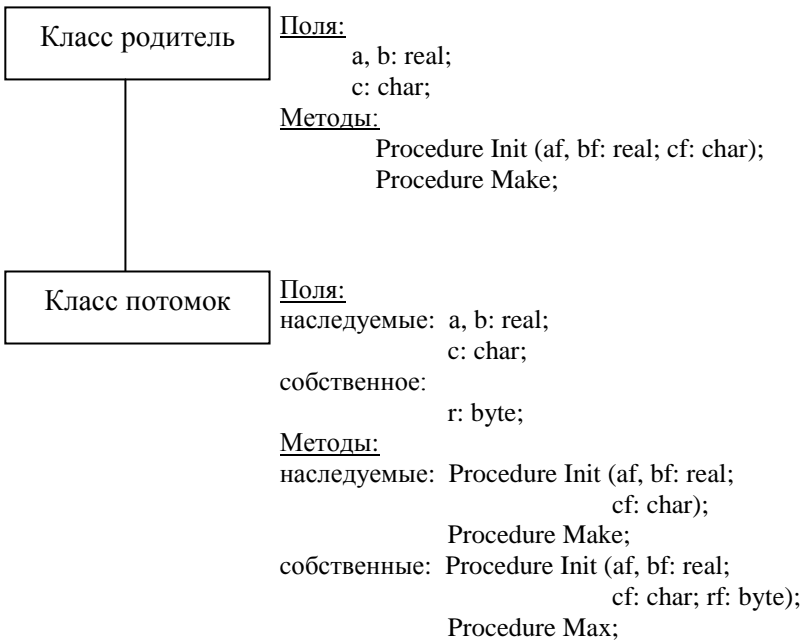 Класс родитель
Поля:
a, b: real;
c: char;
Методы:
Procedure Init (af, bf: real; cf: char);
Procedure Make;
Класс потомок
Поля:
наследуемые: a, b: real;
c: char;
собственное:
r: byte;
Методы:
наследуемые: Procedure Init (af, bf: real;
cf: char);
Procedure Make;
собственные: Procedure Init (af, bf: real;
cf: char; rf: byte);
Procedure Max;